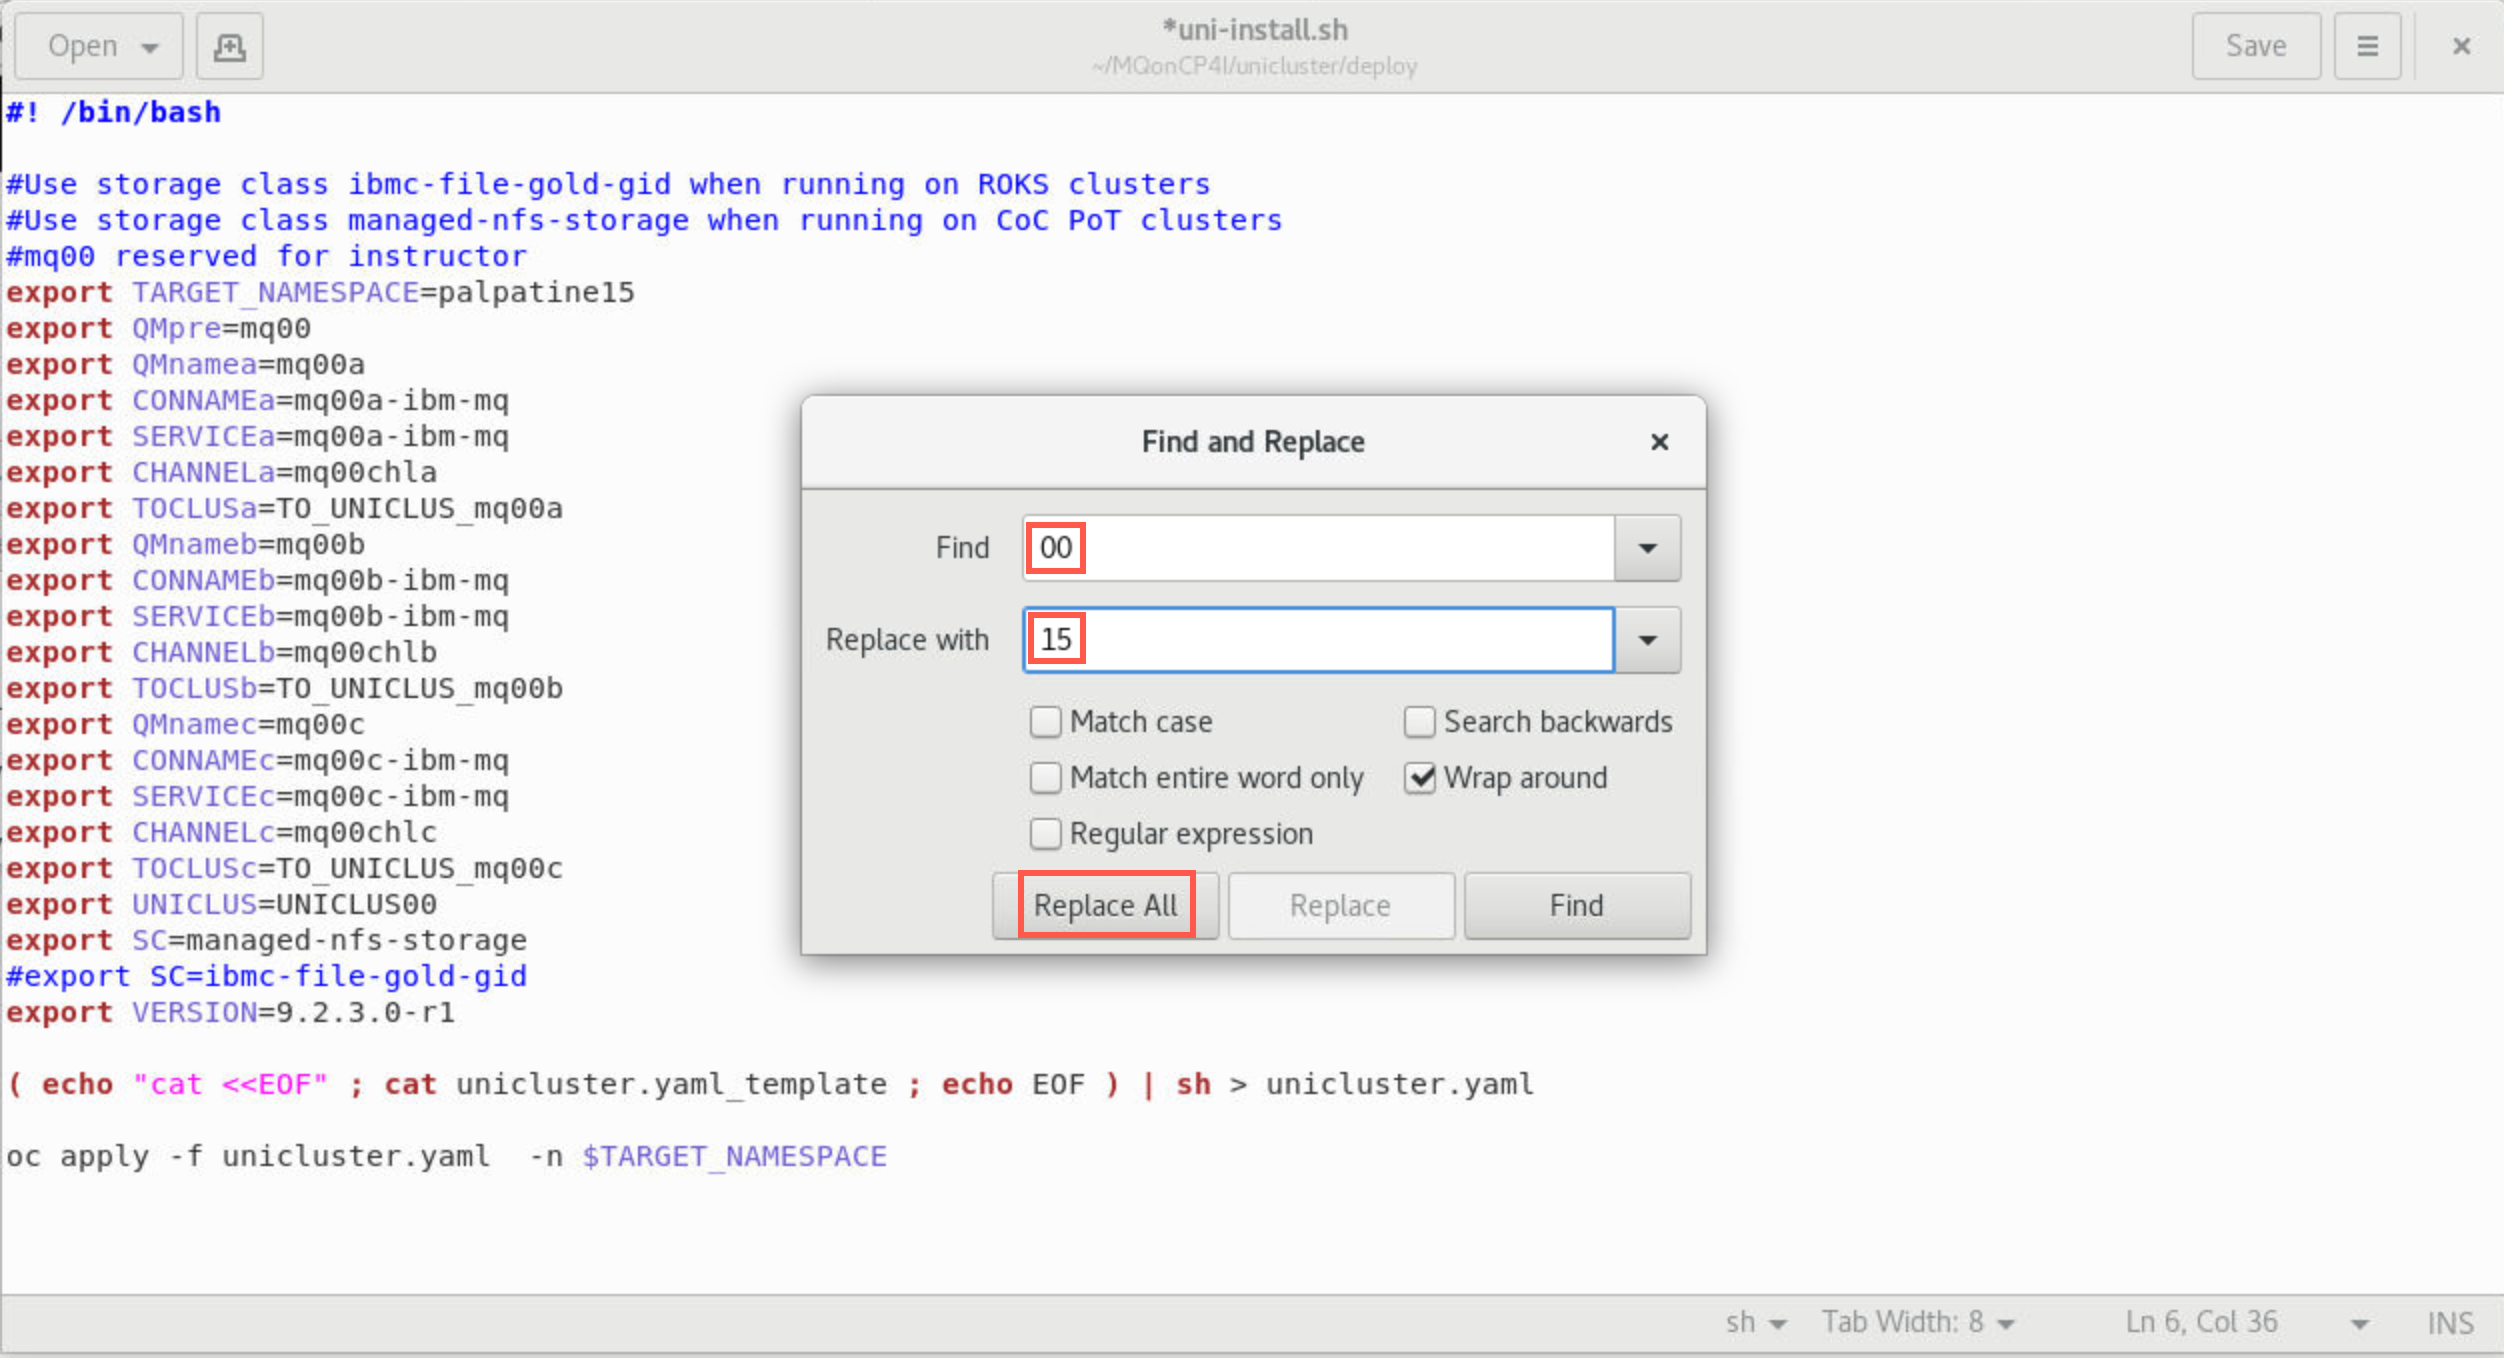 Open
*uni-install.sh
~/MQonCP4I/unicluster/deploy
Save
#! /bin/bash
#Use storage class ibmc-file-gold-gid when running on ROKS clusters
#Use storage class managed-nfs-storage when running on CoC PoT clusters
#mq00 reserved for instructor
export TARGET_NAMESPACE=palpatine15
export QMpre=mq00
export QMnamea=mq00a
export CONNAMEa=mq00a-ibm-mq
export SERVICEa=mq00a-ibm-mq
export CHANNELa=mq00chla
export TOCLUSa=TO_UNICLUS_mq00a
export QMnameb=mq00b
export CONNAMEb=mq00b-ibm-mq
export SERVICEb=mq00b-ibm-mq
export CHANNELb=mq00chlb
export TOCLUSb=TO_UNICLUS_mq00b
export QMnamec=mq00c
export CONNAMEc=mq00c-ibm-mq
export SERVICEc=mq00c-ibm-mq
export CHANNELc=mq00chlc
export TOCLUSc=TO_UNICLUS_mq00c
export UNICLUS=UNICLUS00
export SC=managed-nfs-storage
#export SC=ibmc-file-gold-gid
export VERSION=9.2.3.0-r1
( echo "cat <<EOF" ; cat unicluster.yaml_template ; echo EOF ) | sh > unicluster.yaml
oc apply -f unicluster.yaml  -n $TARGET_NAMESPACE
Find and Replace
Find 00
Replace with 15
Match case Search backwards
Match entire word only Wrap around
Regular expression
Replace All Replace Find
sh Tab Width: 8 Ln 6, Col 36 INS